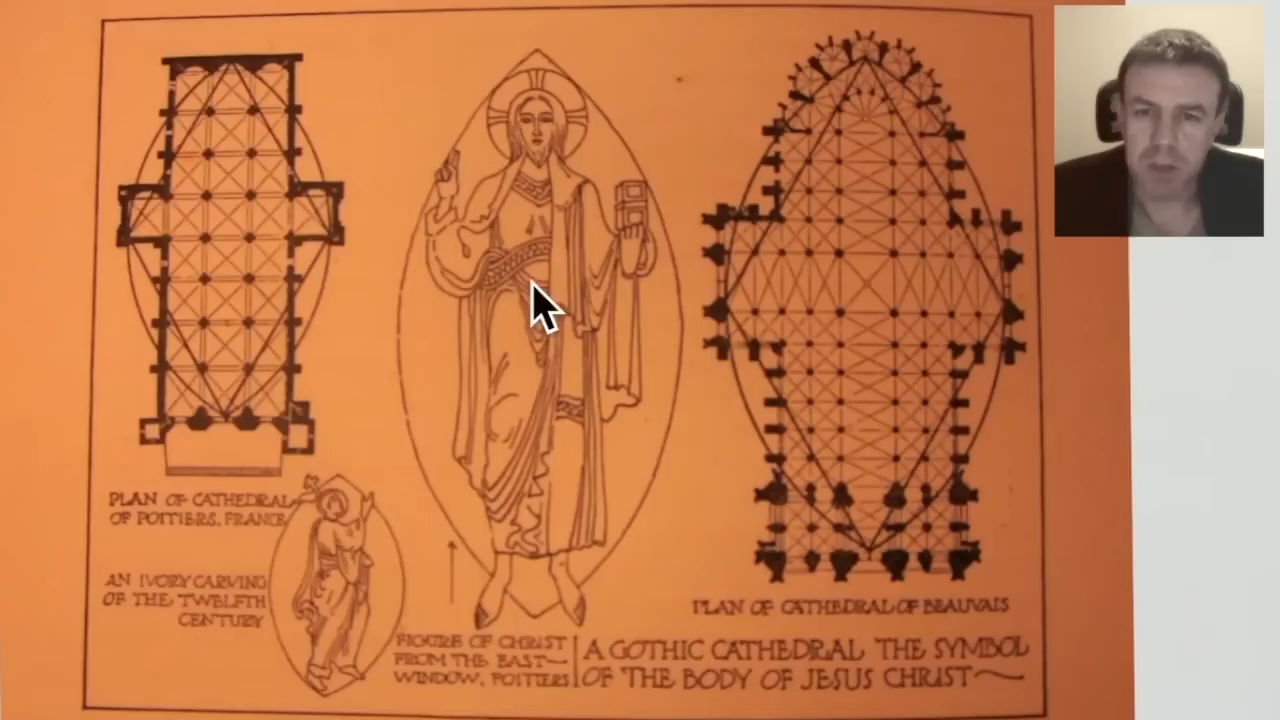 PLAN OF CATHEDRAL
OF POITIERS, FRANCE
AN IVORY CARVING
OF THE TWELFTH
CENTURY
FIGURE OF CHRIST
FROM THE EAST
WINDOW, POITIERS
PLAN OF CATHEDRAL OF BEAUVAIS
A GOTHIC CATHEDRAL THE SYMBOL
OF THE BODY OF JESUS CHRIST